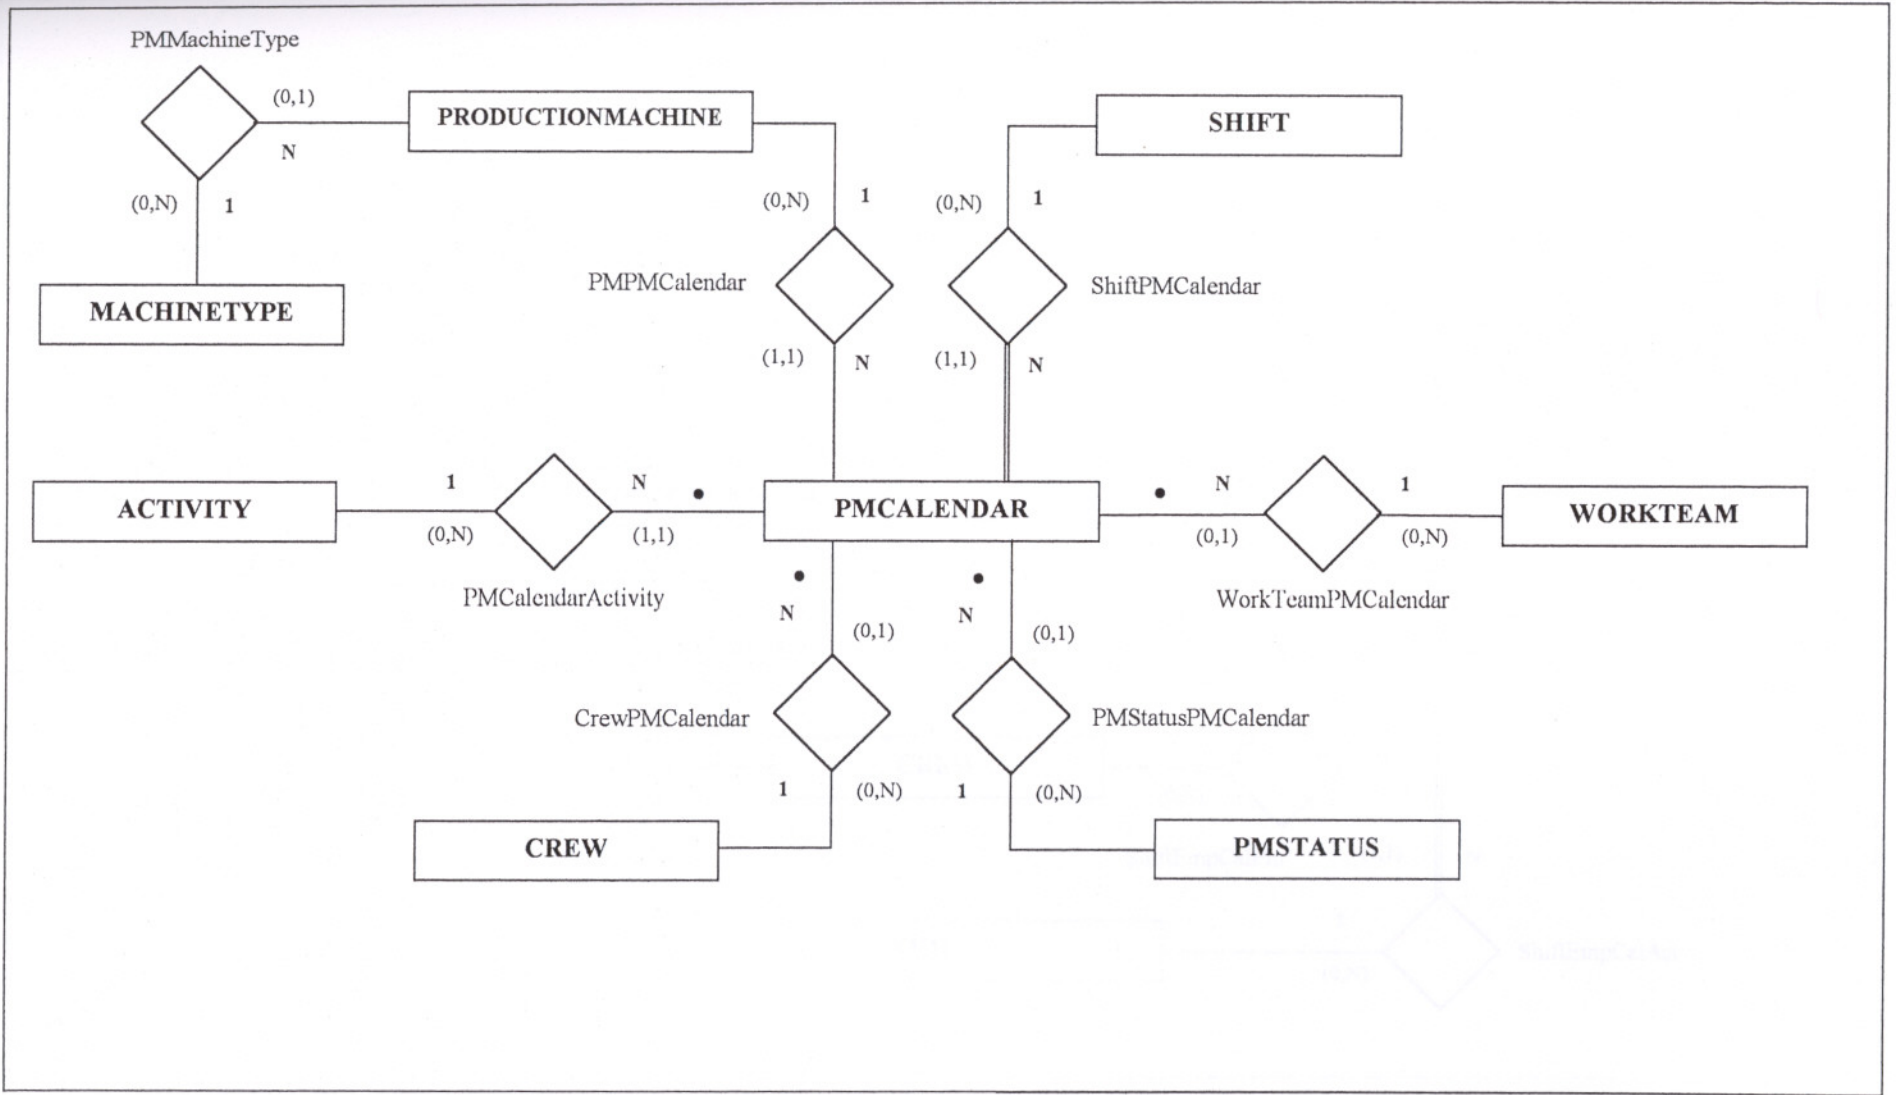 PMMachineType
(0,1)
PRODUCTIONMACHINE
SHIFT
N
(0,N)
1
(0,N)
1
(0,N)
1
MACHINETYPE
PMPMCalendar
ShiftPMCalendar
(1,1)
N
(1,1)
N
1
N
N
1
ACTIVITY
PMCALENDAR
WORKTEAM
(0,N)
(1,1)
(0,1)
(0,N)
PMCalendarActivity
WorkTeamPMCalendar
N
(0,1)
N
(0,1)
CrewPMCalendar
PMStatusPMCalendar
1
(0,N)
1
(0,N)
CREW
PMSTATUS